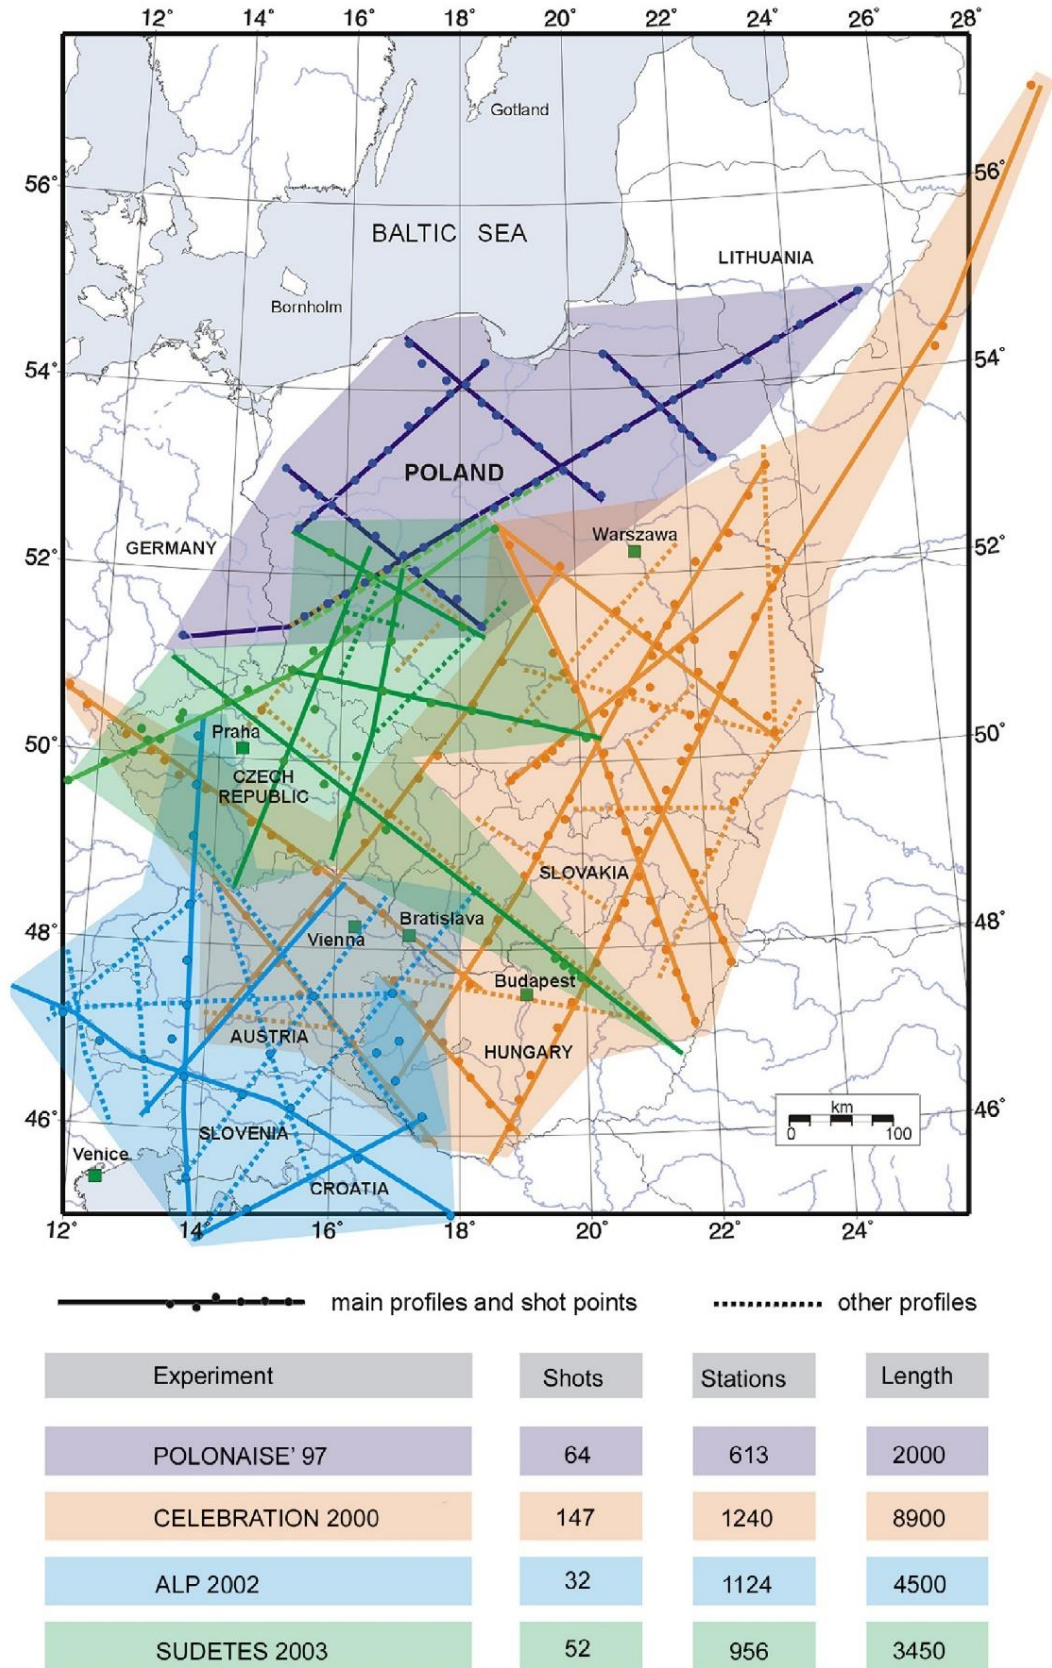 12° 14° 16° 18° 20° 22° 24° 26° 28°
Gotland
56° 56°
BALTIC SEA
LITHUANIA
Bornholm
54° 54°
POLAND
GERMANY
Warszawa
52° 52°
50° 50°
Praha
CZECH
REPUBLIC
SLOVAKIA
48° 48°
Vienna
Bratislava
Budapest
AUSTRIA
HUNGARY
46° 46°
km
0 100
SLOVENIA
Venice
CROATIA
12° 14° 16° 18° 20° 22° 24°
main profiles and shot points other profiles
Experiment Shots Stations Length
POLONAISE' 97 64 613 2000
CELEBRATION 2000 147 1240 8900
ALP 2002 32 1124 4500
SUDETES 2003 52 956 3450